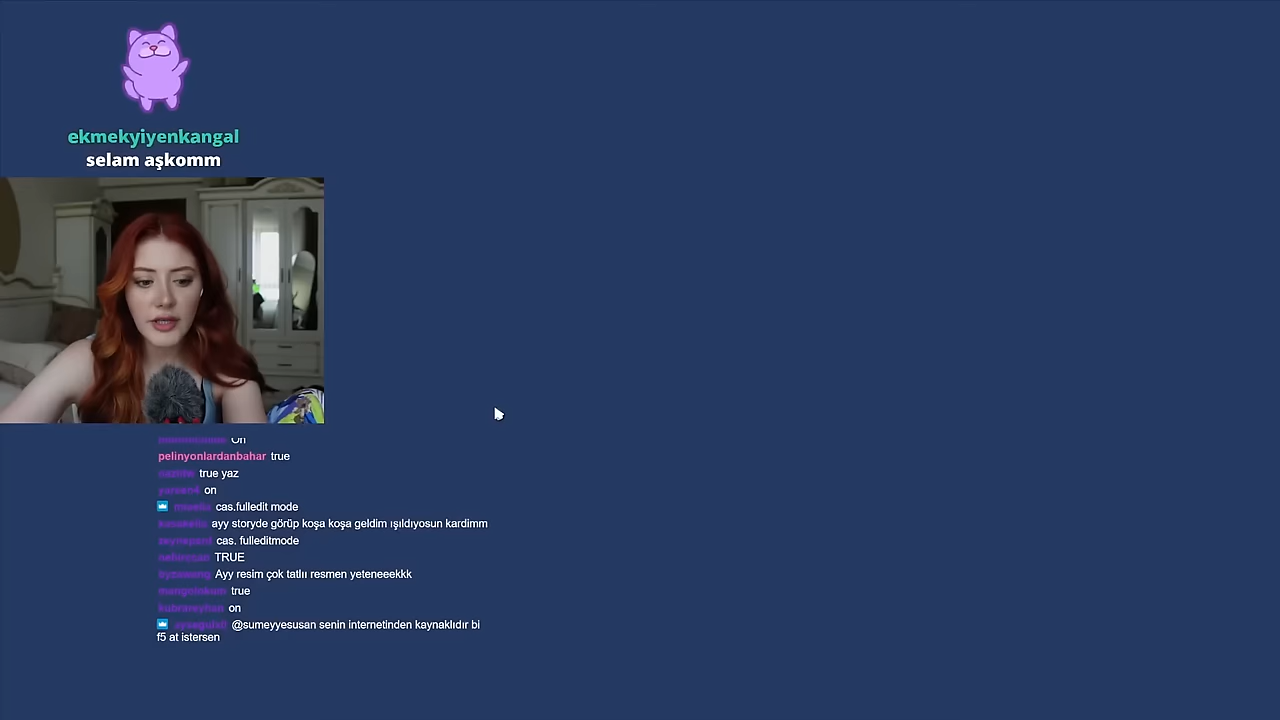 ekmekyiyenkangal
selam aşkomm
On
pelinyonlardanbahar true
true yaz
on
cas.fulledit mode
ayy storyde görüp koşa koşa geldim ışıldıyosun kardimm
cas. fulleditmode
TRUE
Ayy resim çok tatlıı resmen yeteneeekkk
true
on
@sumeyyesusan senin internetinden kaynaklıdır bi
f5 at istersen